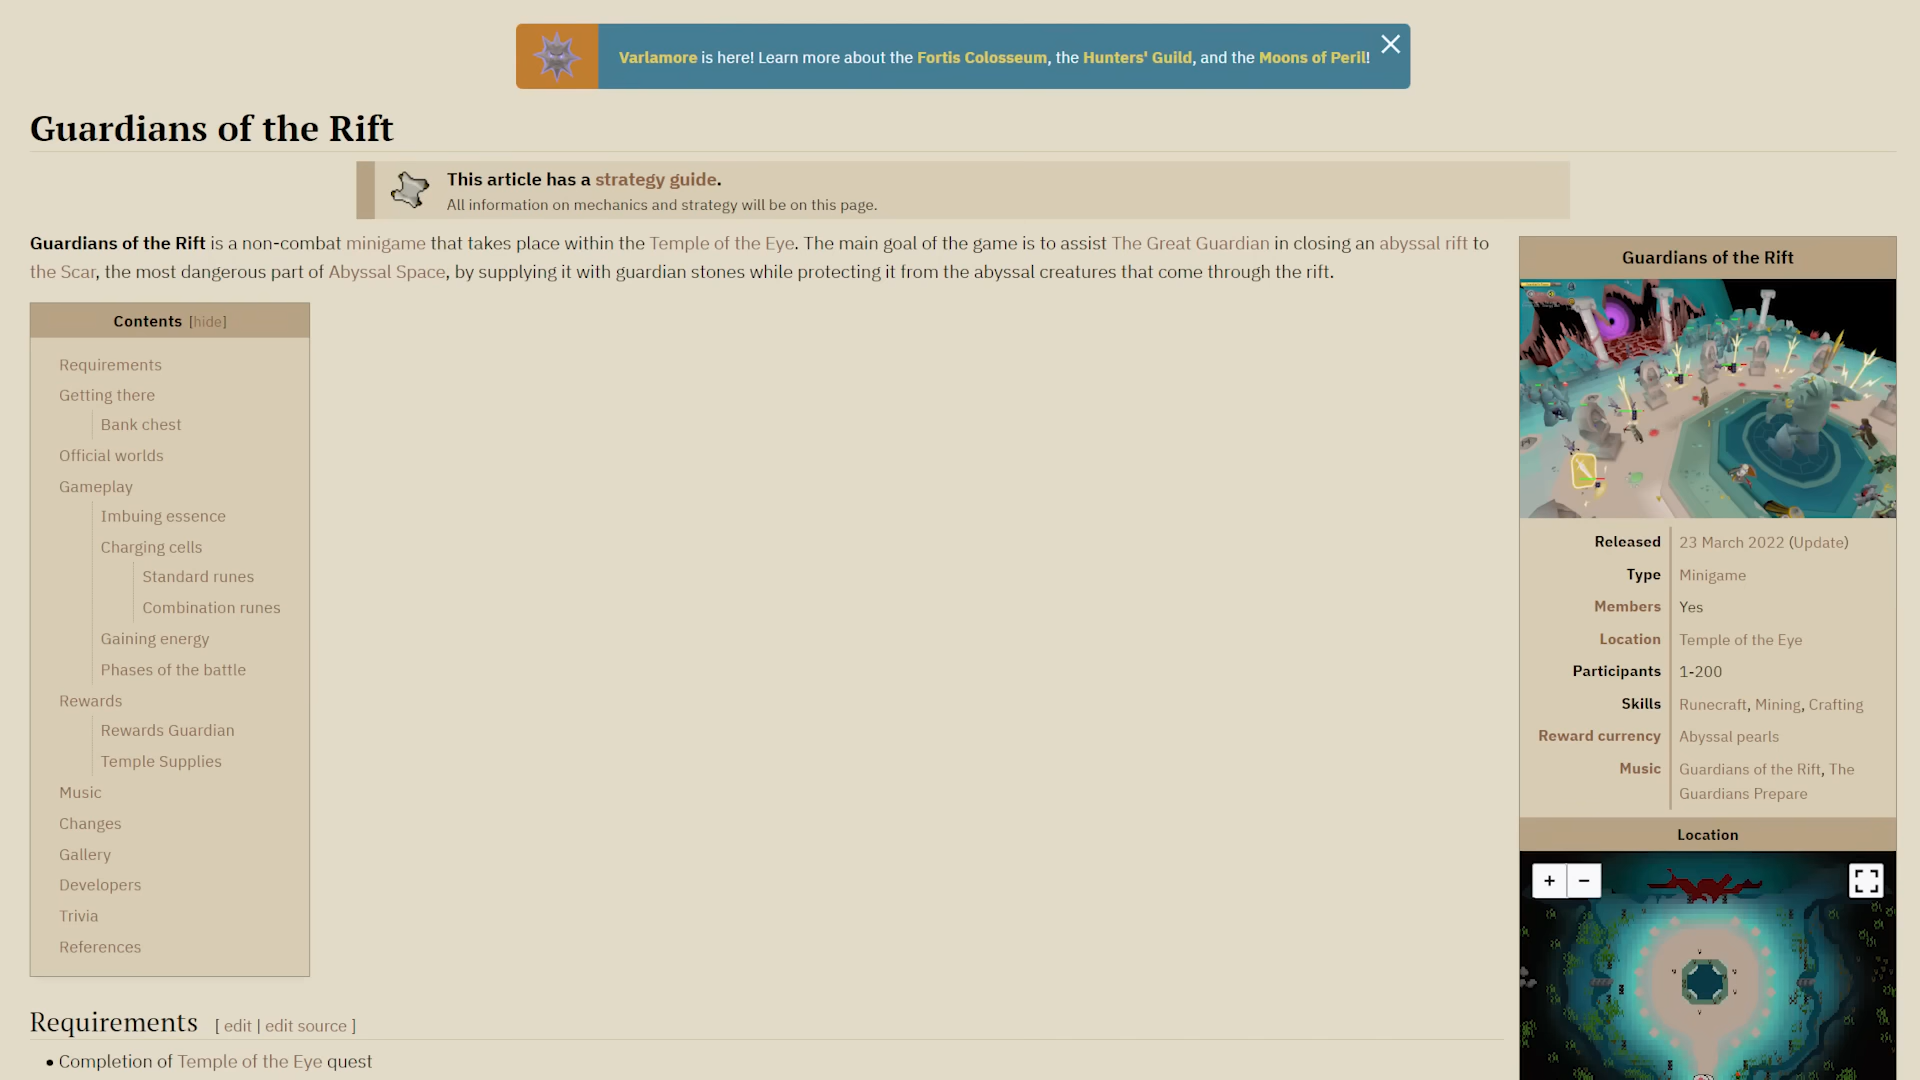 Varlamore is here! Learn more about the Fortis Colosseum, the Hunters' Guild, and the Moons of Peril!
Guardians of the Rift
This article has a strategy guide.
All information on mechanics and strategy will be on this page.
Guardians of the Rift is a non-combat minigame that takes place within the Temple of the Eye. The main goal of the game is to assist The Great Guardian in closing an abyssal rift to
the Scar, the most dangerous part of Abyssal Space, by supplying it with guardian stones while protecting it from the abyssal creatures that come through the rift.
Contents [hide]
Requirements
Getting there
Bank chest
Official worlds
Gameplay
Imbuing essence
Charging cells
Standard runes
Combination runes
Gaining energy
Phases of the battle
Rewards
Rewards Guardian
Temple Supplies
Music
Changes
Gallery
Developers
Trivia
References
Requirements [ edit | edit source ]
• Completion of Temple of the Eye quest
Guardians of the Rift
Released 23 March 2022 (Update)
Type Minigame
Members Yes
Location Temple of the Eye
Participants 1-200
Skills Runecraft, Mining, Crafting
Reward currency Abyssal pearls
Music Guardians of the Rift, The
Guardians Prepare
Location
+ −